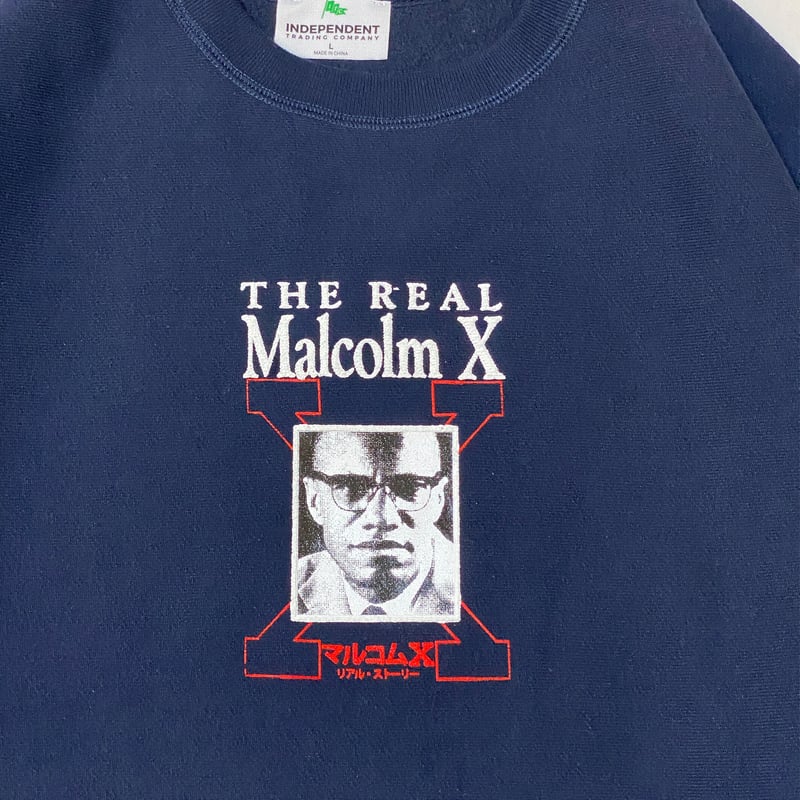 INDEPENDENT
TRADING COMPANY
L
MADE IN CHINA
THE REAL
Malcolm X
マルコムX
リアル・ストーリー